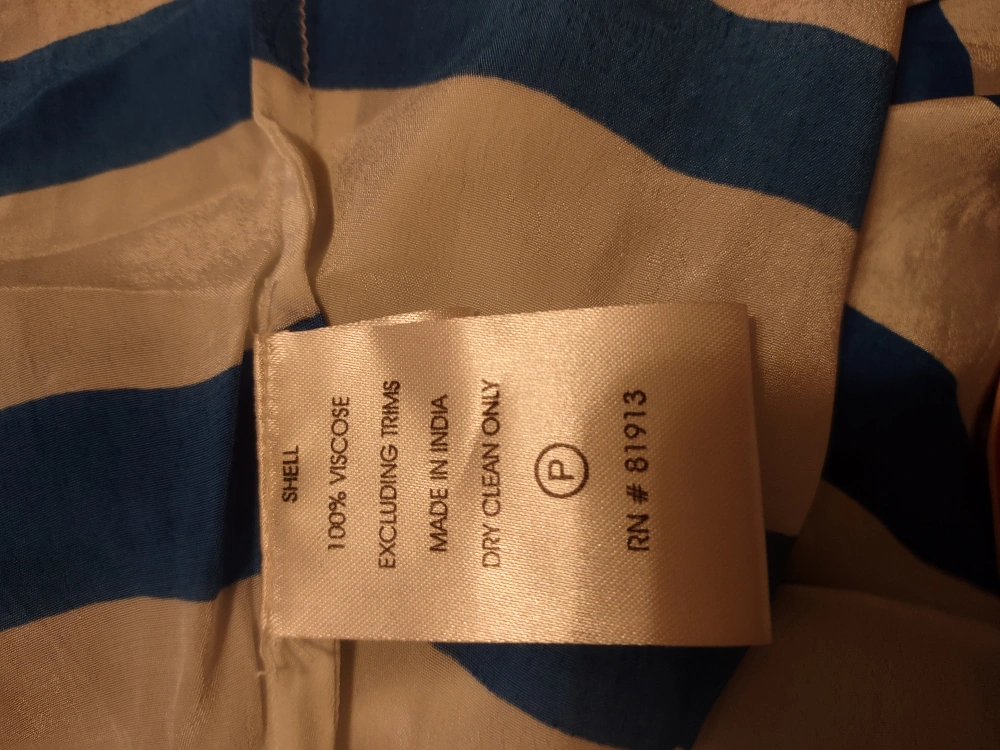 SHELL
100% VISCOSE
EXCLUDING TRIMS
MADE IN INDIA
DRY CLEAN ONLY
P
RN # 81913